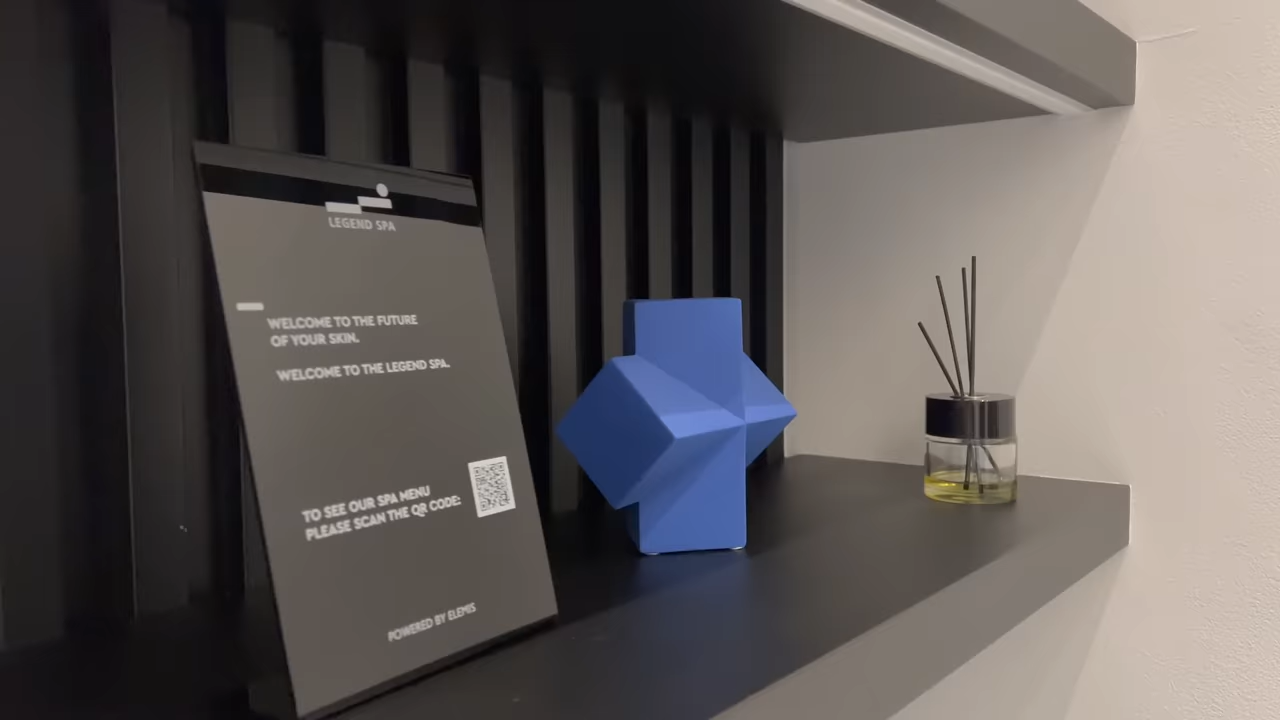 LEGEND SPA
WELCOME TO THE FUTURE
OF YOUR SKIN.
WELCOME TO THE LEGEND SPA.
TO SEE OUR SPA MENU
PLEASE SCAN THE QR CODE:
POWERED BY ELEMIS